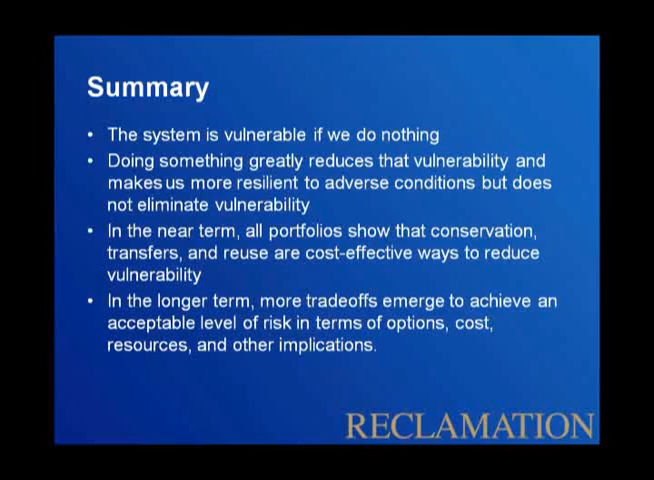 Summary
• The system is vulnerable if we do nothing
• Doing something greatly reduces that vulnerability and
makes us more resilient to adverse conditions but does
not eliminate vulnerability
• In the near term, all portfolios show that conservation,
transfers, and reuse are cost-effective ways to reduce
vulnerability
• In the longer term, more tradeoffs emerge to achieve an
acceptable level of risk in terms of options, cost,
resources, and other implications.
RECLAMATION